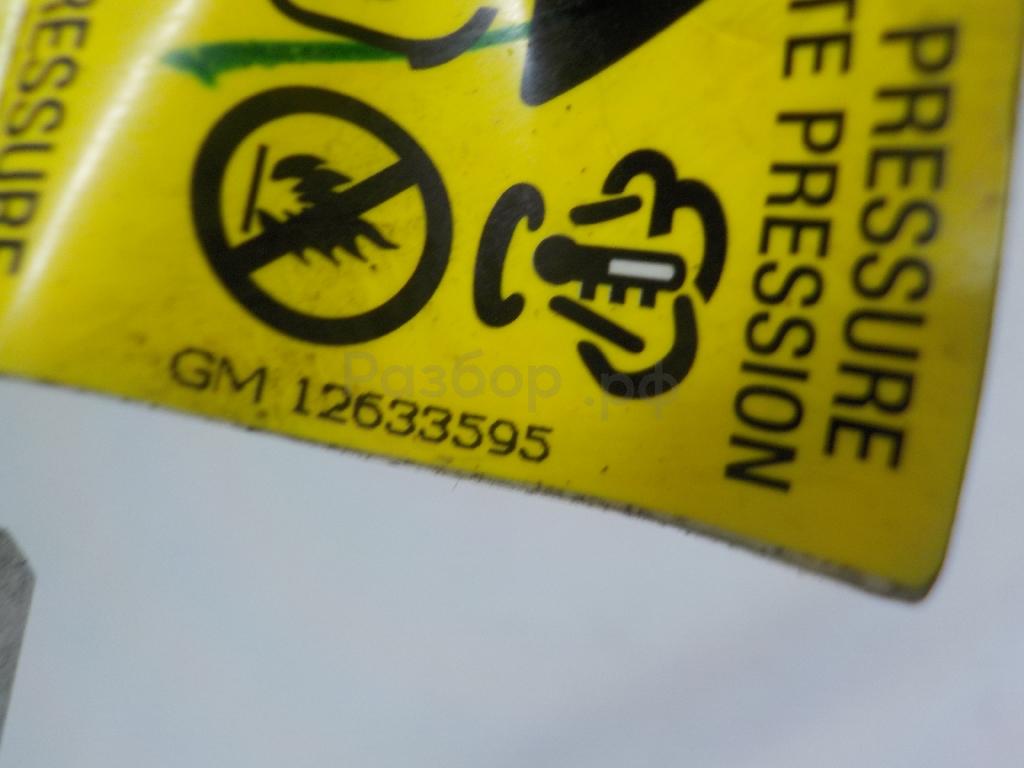 PRESSURE
TE PRESSION
RESSURE
GM 12633595
Разбор.рф